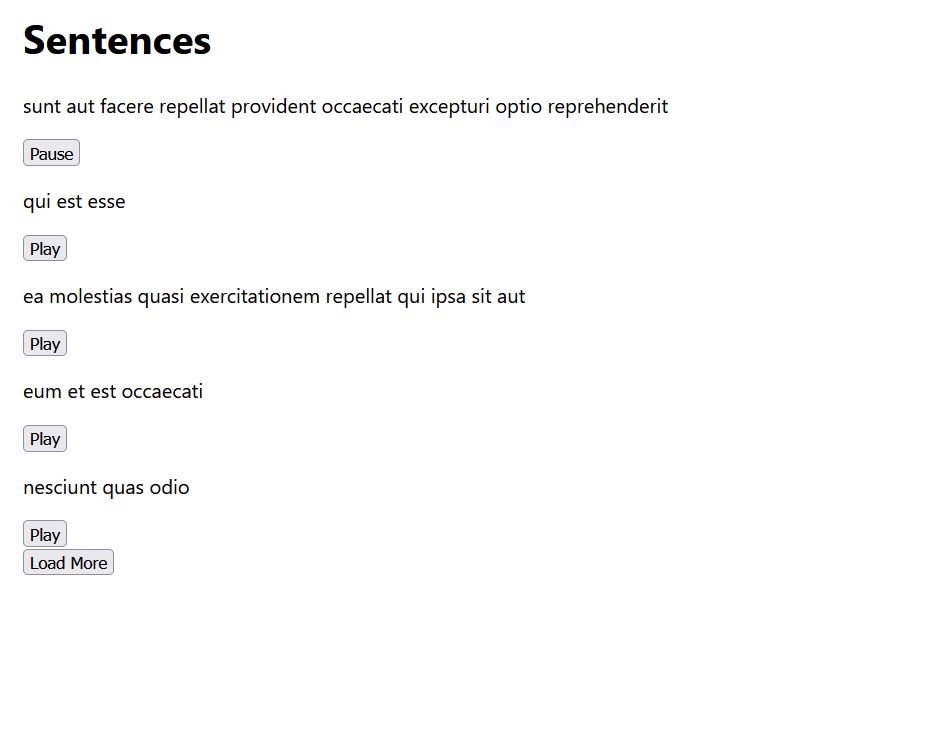 Sentences
sunt aut facere repellat provident occaecati excepturi optio reprehenderit
Pause
qui est esse
Play
ea molestias quasi exercitationem repellat qui ipsa sit aut
Play
eum et est occaecati
Play
nesciunt quas odio
Play
Load More